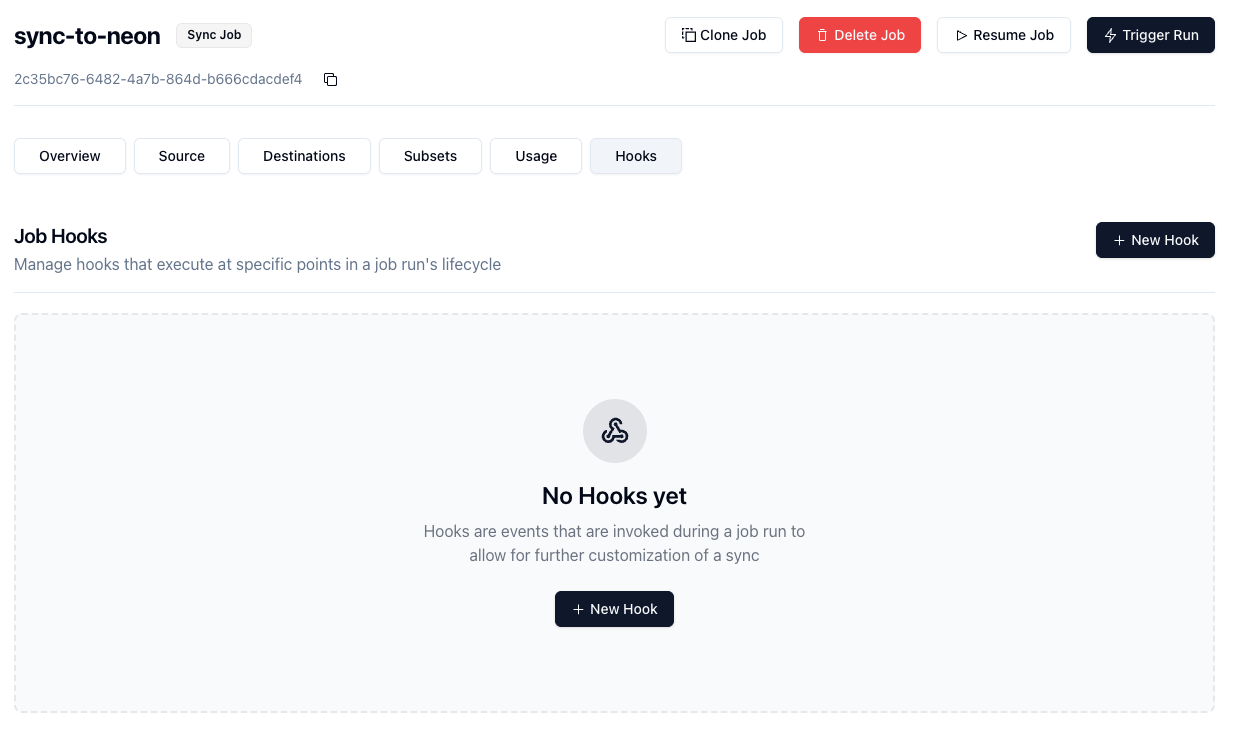 sync-to-neon Sync Job Clone Job Delete Job Resume Job Trigger Run
2c35bc76-6482-4a7b-864d-b666cdacdef4
Overview Source Destinations Subsets Usage Hooks
Job Hooks
New Hook
Manage hooks that execute at specific points in a job run's lifecycle
No Hooks yet
Hooks are events that are invoked during a job run to
allow for further customization of a sync
New Hook